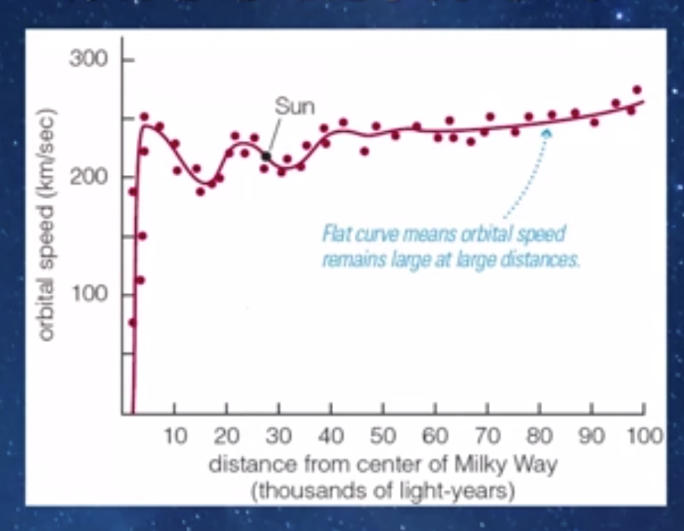 300
200
100
orbital speed (km/sec)
Sun
Flat curve means orbital speed
remains large at large distances.
10 20 30 40 50 60 70 80 90 100
distance from center of Milky Way
(thousands of light-years)